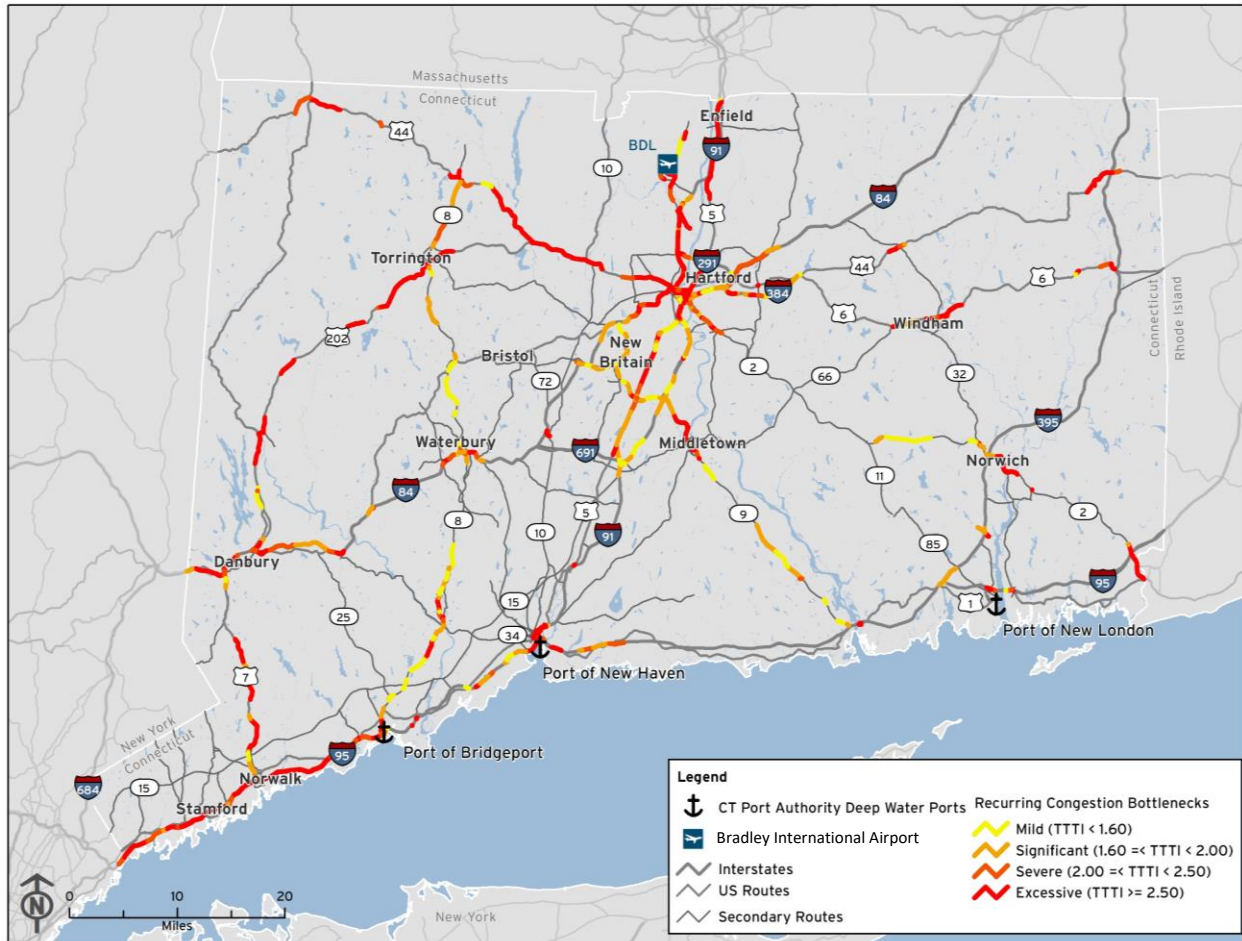 Massachusetts
Connecticut
Enfield
BDL
91
44
10
84
8
5
Torrington
291
Hartford
44
6
384
Connecticut
Rhode Island
202
6
Windham
Bristol
New
Britain
2
72
66
32
395
Waterbury
691
Middletown
Norwich
84
11
8
5
9
2
10
91
85
Danbury
95
15
1
25
34
Port of New London
Port of New Haven
7
New York
Connecticut
95
Port of Bridgeport
Norwalk
684
15
Stamford
Legend
CT Port Authority Deep Water Ports
Bradley International Airport
Interstates
US Routes
Secondary Routes
Recurring Congestion Bottlenecks
Mild (TTTI < 1.60)
Significant (1.60 =< TTTI < 2.00)
Severe (2.00 =< TTTI < 2.50)
Excessive (TTTI >= 2.50)
N
0 10 20
Miles
New York